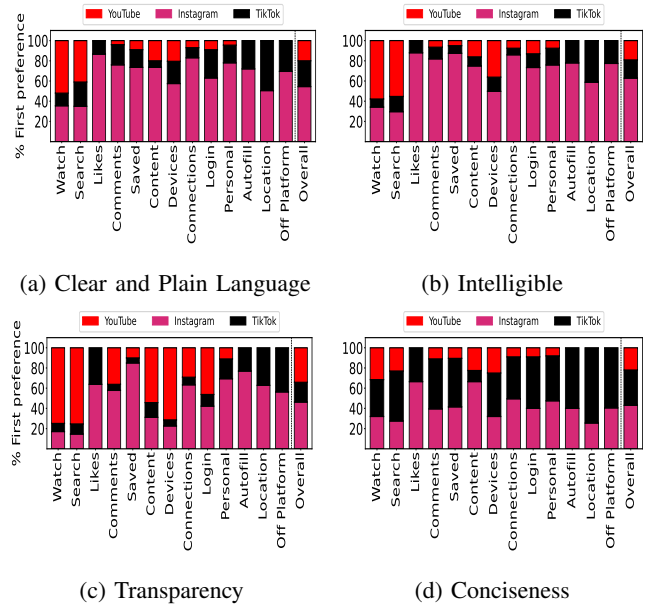 YouTube Instagram TikTok
YouTube Instagram TikTok
% First preference
100
80
60
40
20
100
80
60
40
20
Watch
Search
Likes
Comments
Saved
Content
Devices
Connections
Login
Personal
Autofill
Location
Off Platform
Overall
Watch
Search
Likes
Comments
Saved
Content
Devices
Connections
Login
Personal
Autofill
Location
Off Platform
Overall
(a) Clear and Plain Language
(b) Intelligible
YouTube Instagram TikTok
YouTube Instagram TikTok
% First preference
100
80
60
40
20
100
80
60
40
20
Watch
Search
Likes
Comments
Saved
Content
Devices
Connections
Login
Personal
Autofill
Location
Off Platform
Overall
Watch
Search
Likes
Comments
Saved
Content
Devices
Connections
Login
Personal
Autofill
Location
Off Platform
Overall
(c) Transparency
(d) Conciseness